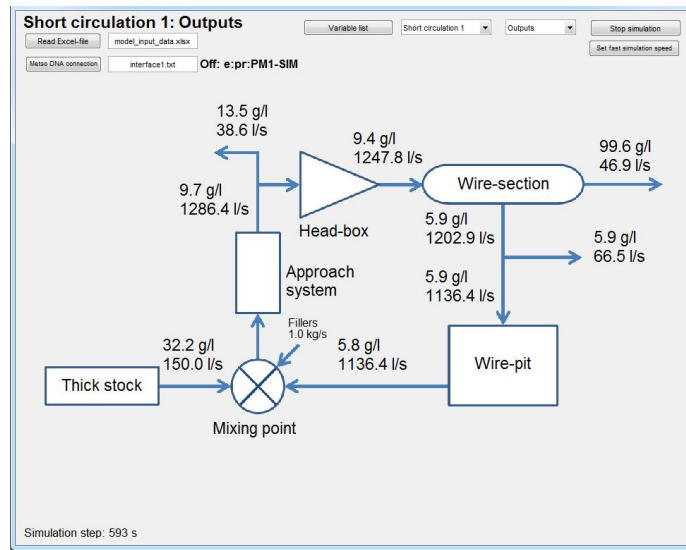 Short circulation 1: Outputs
Variable list
Short circulation 1
Outputs
Stop simulation
Read Excel-file
model_input_data.xlsx
Set fast simulation speed
Metso DNA connection
interface1.txt
Off: e:pr:PM1-SIM
13.5 g/l
38.6 l/s
9.4 g/l
1247.8 l/s
99.6 g/l
46.9 l/s
9.7 g/l
1286.4 l/s
Wire-section
Head-box
5.9 g/l
1202.9 l/s
5.9 g/l
66.5 l/s
Approach
system
5.9 g/l
1136.4 l/s
Fillers
1.0 kg/s
32.2 g/l
150.0 l/s
5.8 g/l
1136.4 l/s
Wire-pit
Thick stock
Mixing point
Simulation step: 593 s